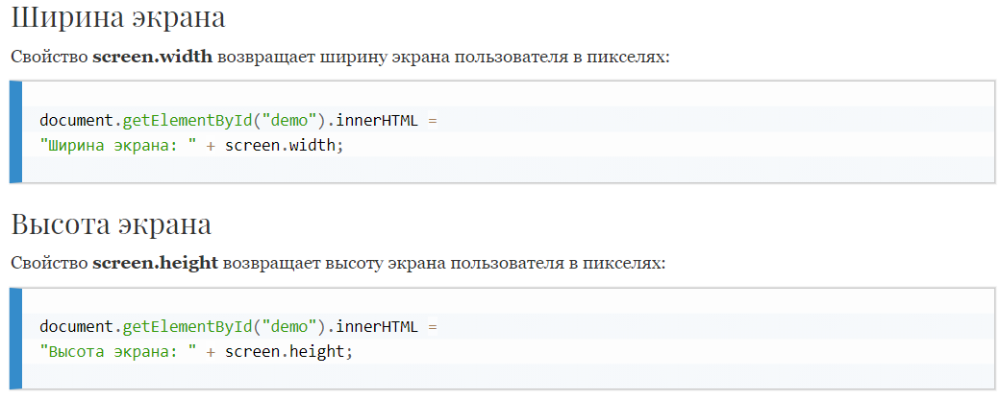 Ширина экрана
Свойство screen.width возвращает ширину экрана пользователя в пикселях:
document.getElementById("demo").innerHTML =
"Ширина экрана: " + screen.width;
Высота экрана
Свойство screen.height возвращает высоту экрана пользователя в пикселях:
document.getElementById("demo").innerHTML =
"Высота экрана: " + screen.height;